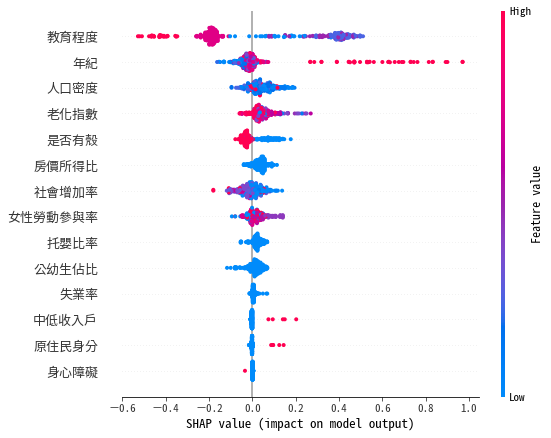 High
教育程度
年紀
人口密度
老化指數
是否有殼
房價所得比
社會增加率
女性勞動參與率
托嬰比率
公幼生佔比
失業率
中低收入戶
原住民身分
身心障礙
Feature value
Low
−0.6 −0.4 −0.2 0.0 0.2 0.4 0.6 0.8 1.0
SHAP value (impact on model output)